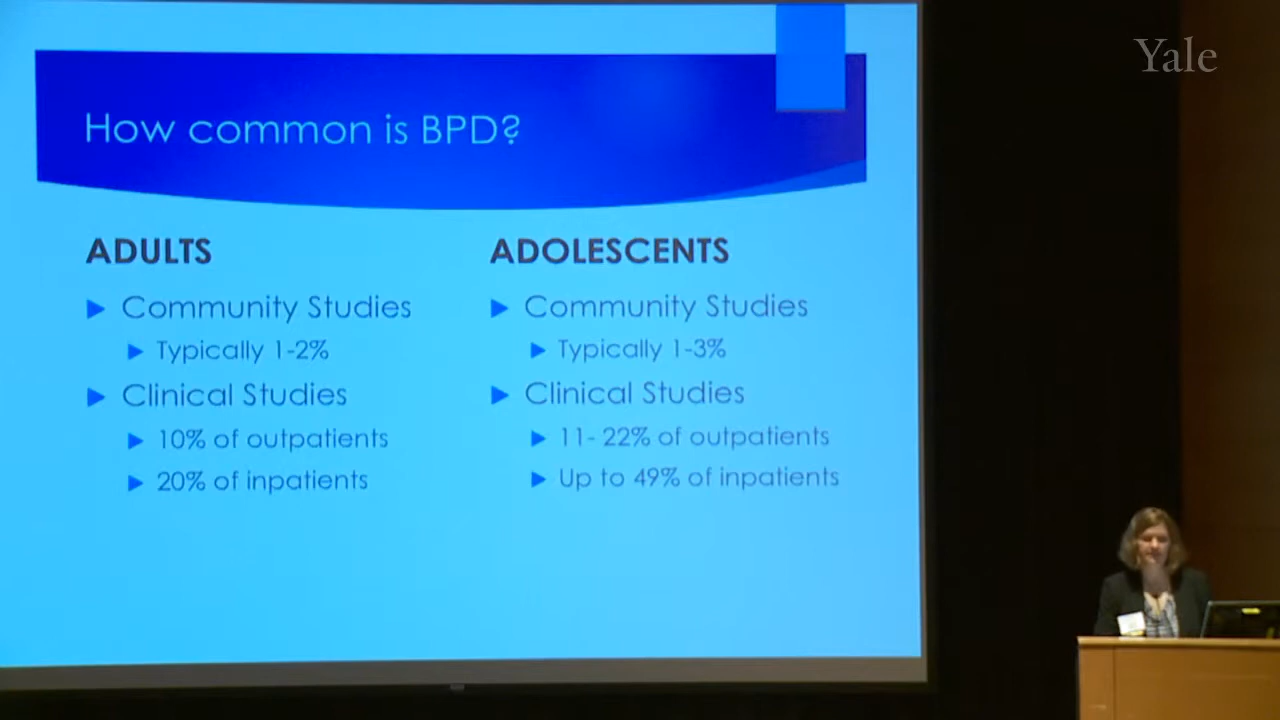 Yale
How common is BPD?
ADULTS
► Community Studies
► Typically 1-2%
► Clinical Studies
► 10% of outpatients
► 20% of inpatients
ADOLESCENTS
► Community Studies
► Typically 1-3%
► Clinical Studies
► 11- 22% of outpatients
► Up to 49% of inpatients